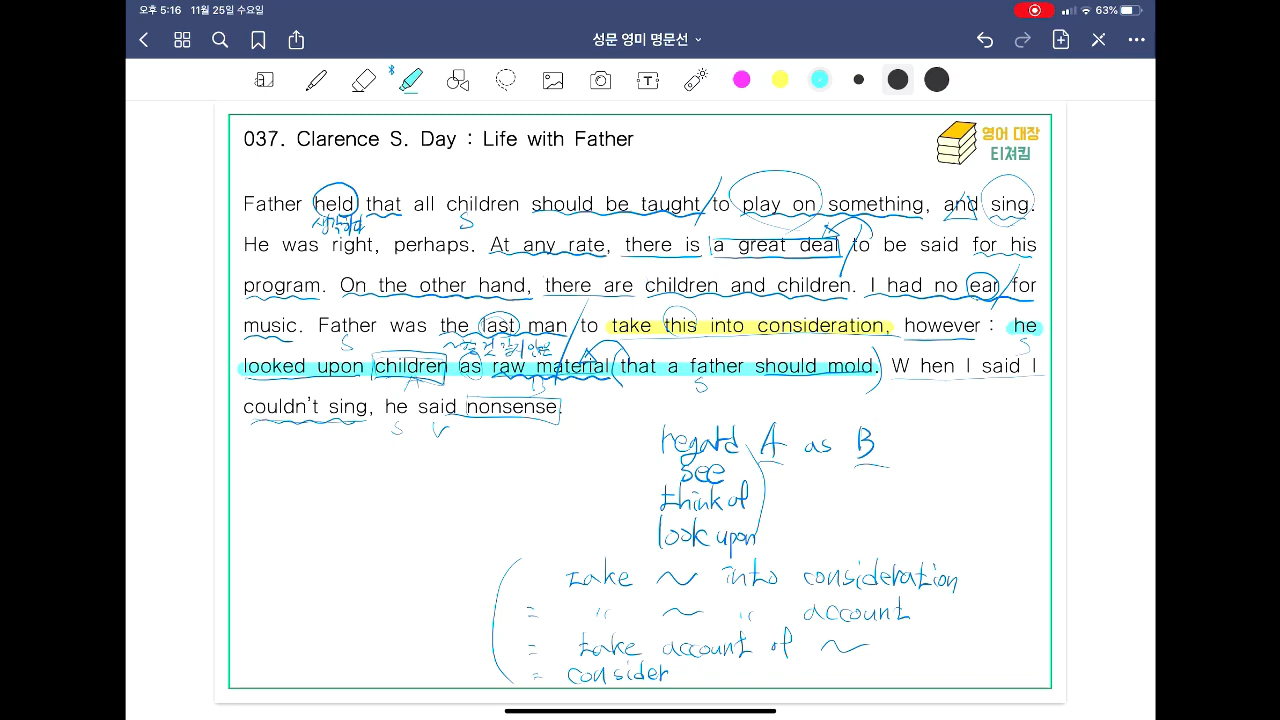 오후 5:16 11월 25일 수요일
63%
성문 영미 명문선
037. Clarence S. Day : Life with Father
영어 대장
티쳐킴
Father held that all children should be taught to play on something, and sing.
생각하다
S
He was right, perhaps. At any rate, there is a great deal to be said for his
program. On the other hand, there are children and children. I had no ear for
music. Father was the last man to take this into consideration, however : he
S
S
looked upon children as raw material that a father should mold. W hen I said I
A B S
couldn't sing, he said nonsense.
S V
regard A as B
see
think of
look upon
take ~ into consideration
= " ~ " account
= take account of ~
= consider